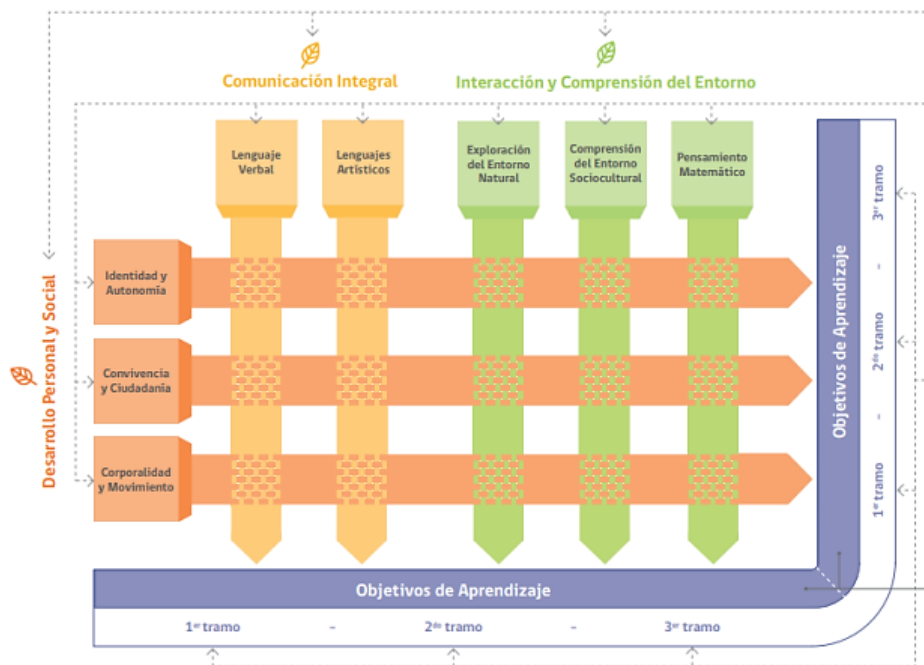 Comunicación Integral
Interacción y Comprensión del Entorno
Lenguaje
Verbal
Lenguajes
Artísticos
Exploración
del Entorno
Natural
Comprensión
del Entorno
Sociocultural
Pensamiento
Matemático
Desarrollo Personal y Social
Identidad y
Autonomía
Convivencia
y Ciudadanía
Corporalidad
y Movimiento
Objetivos de Aprendizaje
1er tramo – 2do tramo – 3er tramo
Objetivos de Aprendizaje
1er tramo – 2do tramo – 3er tramo